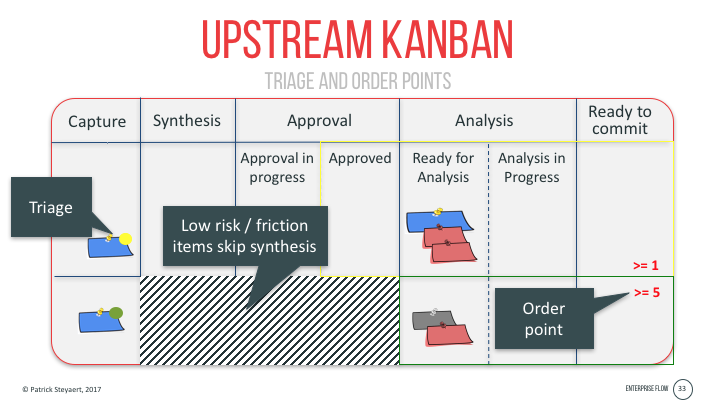 UPSTREAM KANBAN
TRIAGE AND ORDER POINTS
Capture
Synthesis
Approval
Analysis
Ready to
commit
Approval in
progress
Approved
Ready for
Analysis
Analysis in
Progress
Triage
Low risk / friction
items skip synthesis
>= 1
>= 5
Order
point
© Patrick Steyaert, 2017
ENTERPRISE FLOW
33